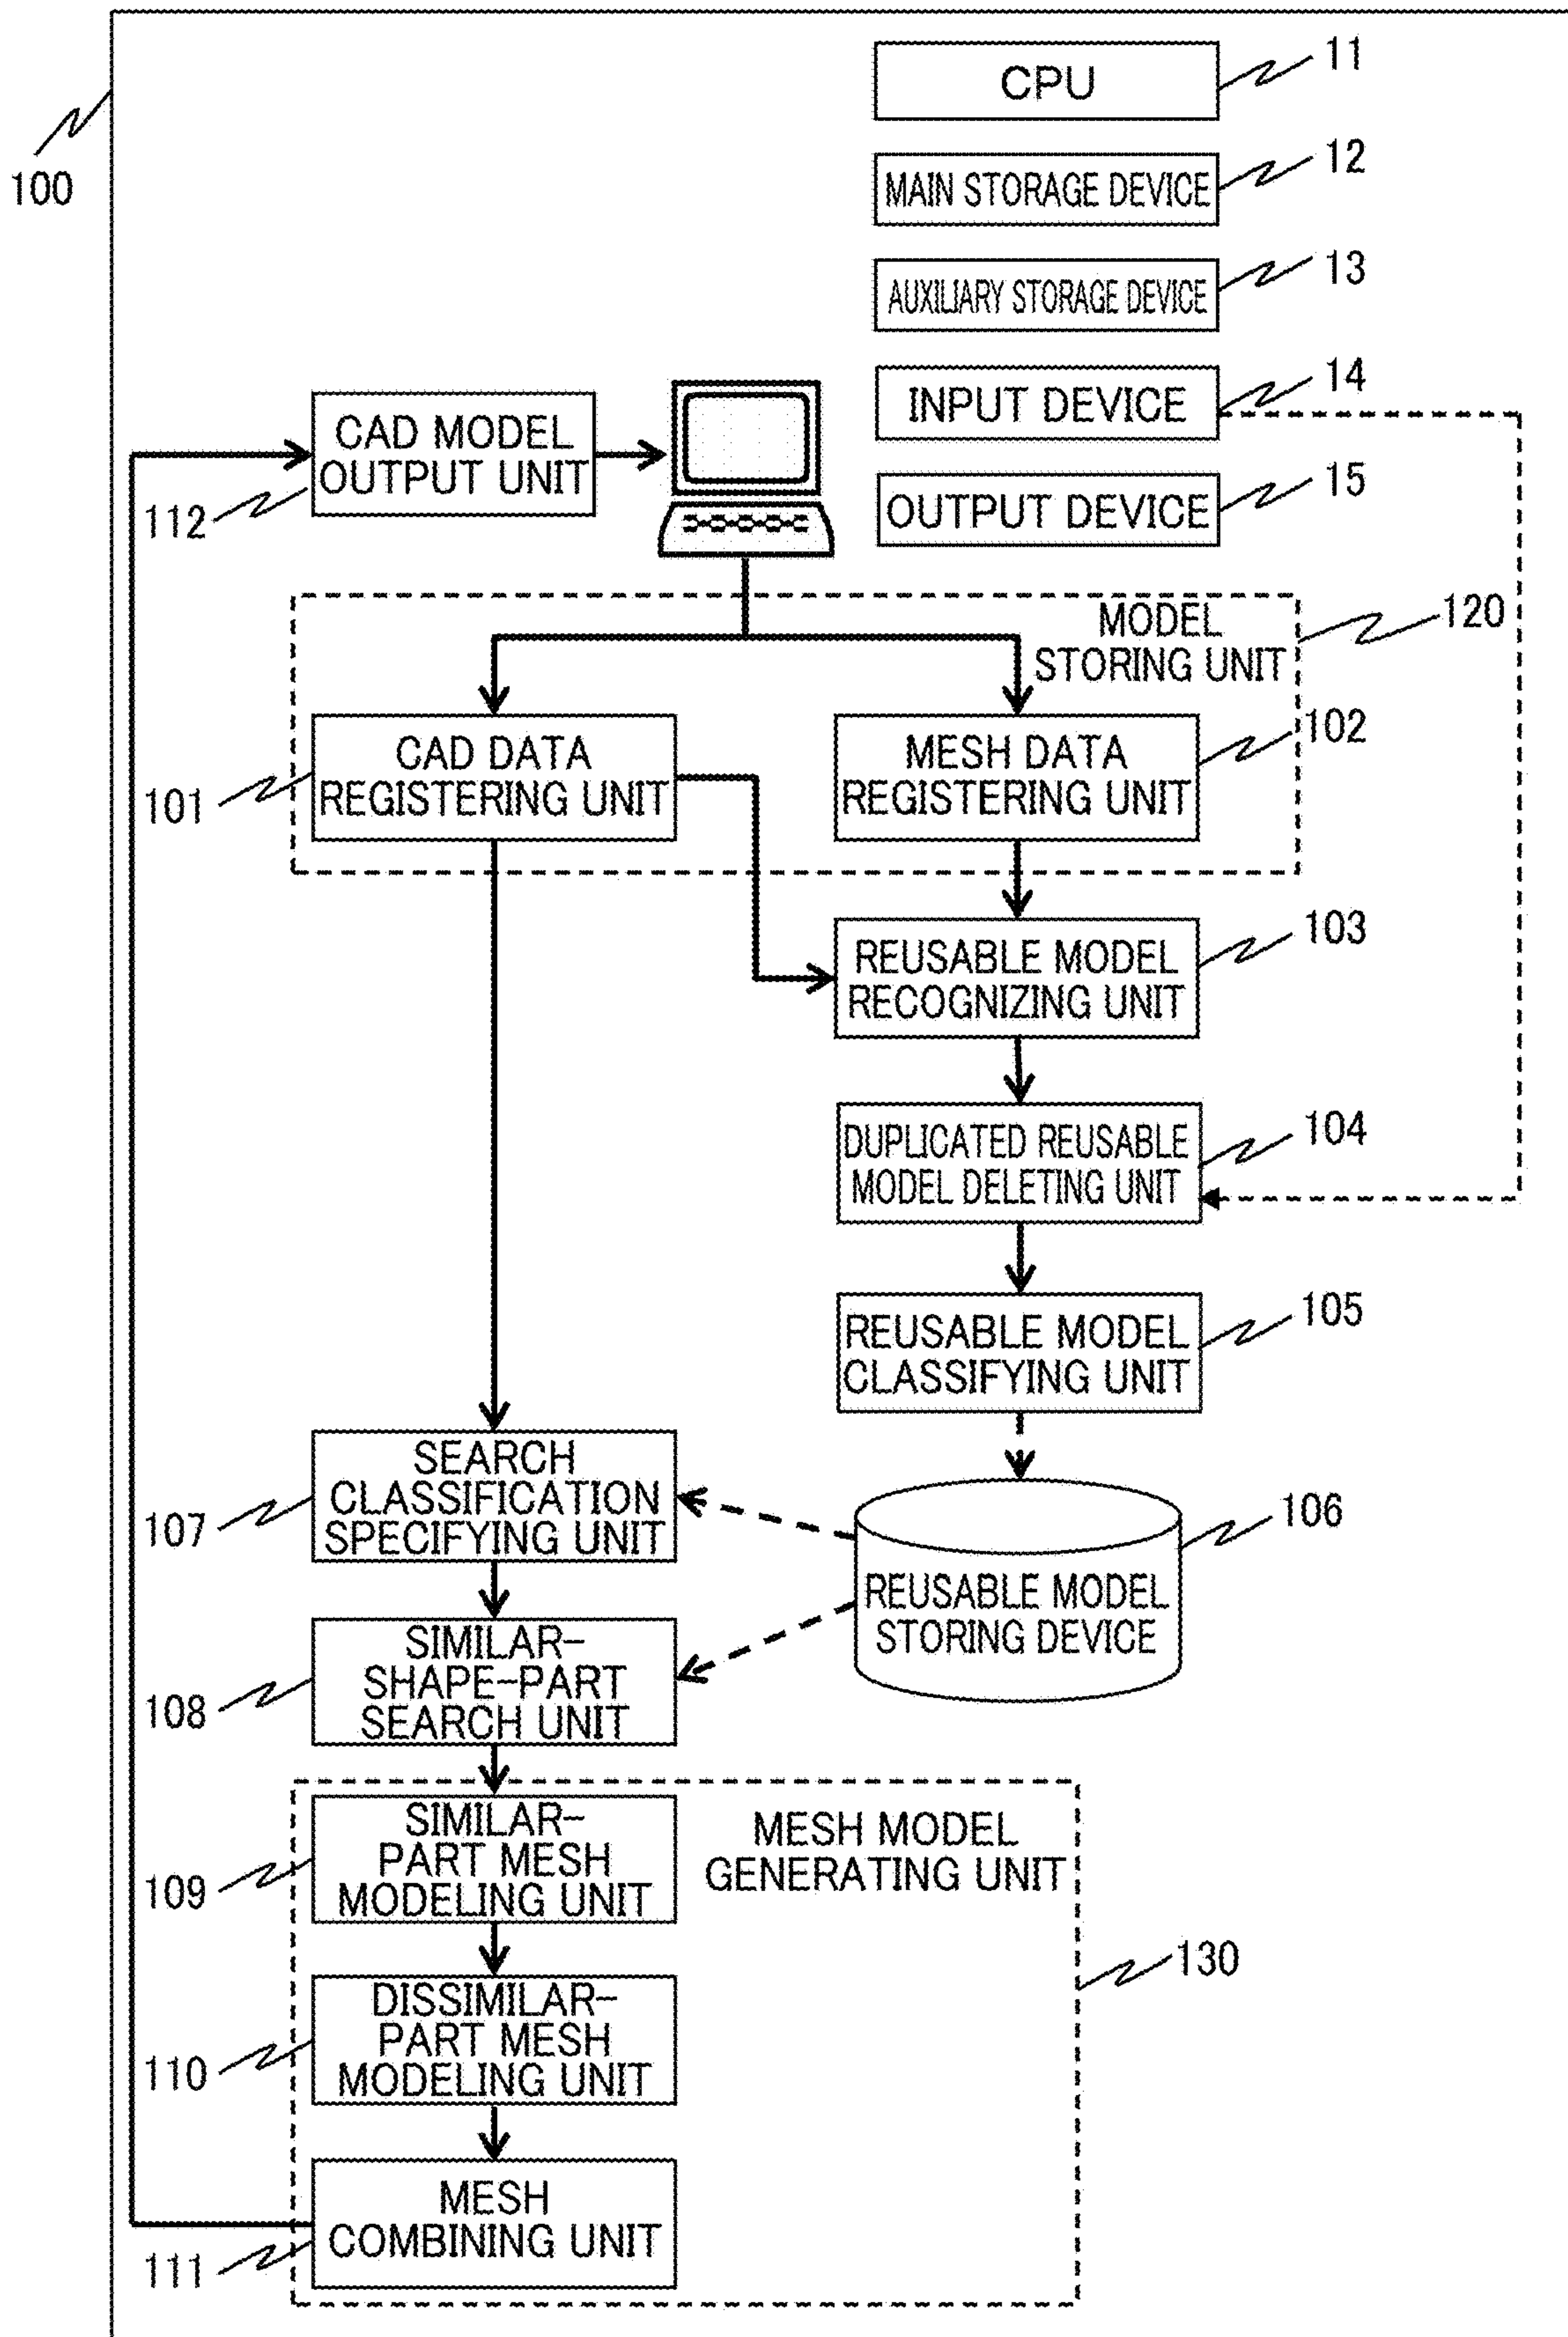 CPU
11
100
MAIN STORAGE DEVICE
12
AUXILIARY STORAGE DEVICE
13
INPUT DEVICE
14
CAD MODEL
OUTPUT UNIT
112
OUTPUT DEVICE
15
MODEL
STORING UNIT
120
CAD DATA
REGISTERING UNIT
101
MESH DATA
REGISTERING UNIT
102
REUSABLE MODEL
RECOGNIZING UNIT
103
DUPLICATED REUSABLE
MODEL DELETING UNIT
104
REUSABLE MODEL
CLASSIFYING UNIT
105
SEARCH
CLASSIFICATION
SPECIFYING UNIT
107
REUSABLE MODEL
STORING DEVICE
106
SIMILAR-
SHAPE-PART
SEARCH UNIT
108
SIMILAR-
PART MESH
MODELING UNIT
109
MESH MODEL
GENERATING UNIT
130
DISSIMILAR-
PART MESH
MODELING UNIT
110
MESH
COMBINING UNIT
111